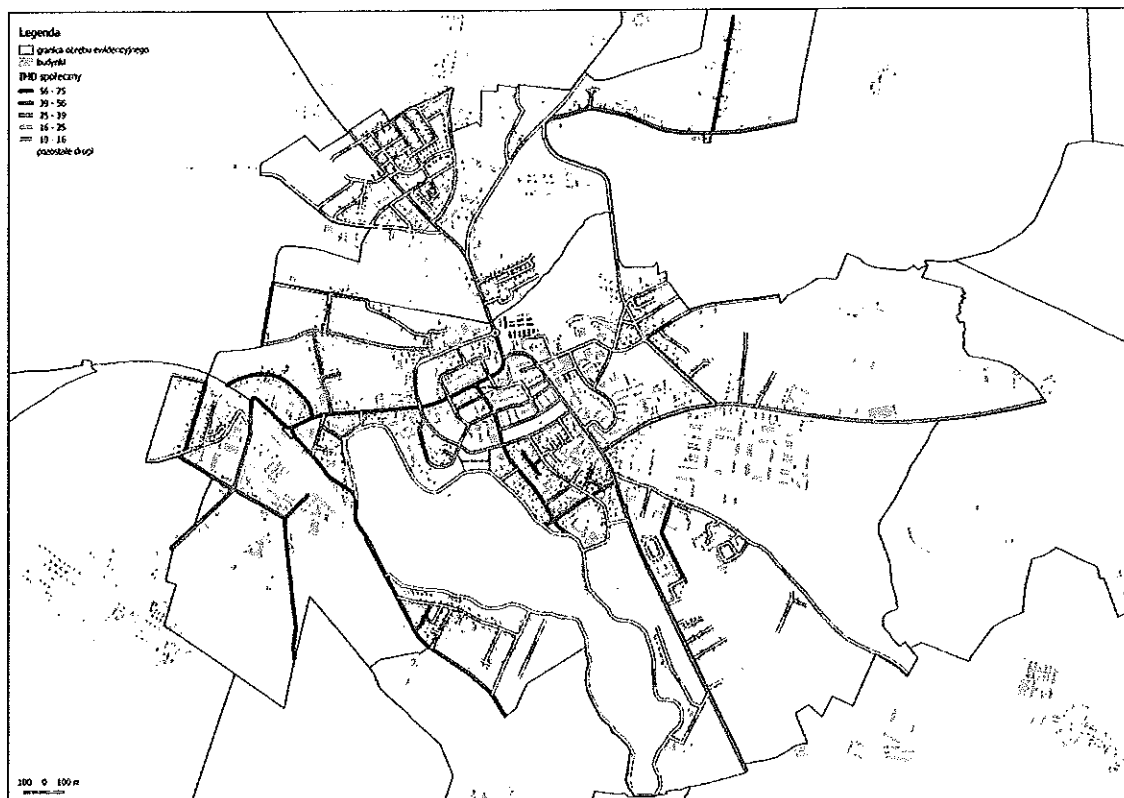 Legenda
granica obrębu ewidencyjnego
budynki
IHD społeczny
56 - 75
39 - 56
25 - 39
16 - 25
10 - 16
pozostałe drogi
100 0 100 m